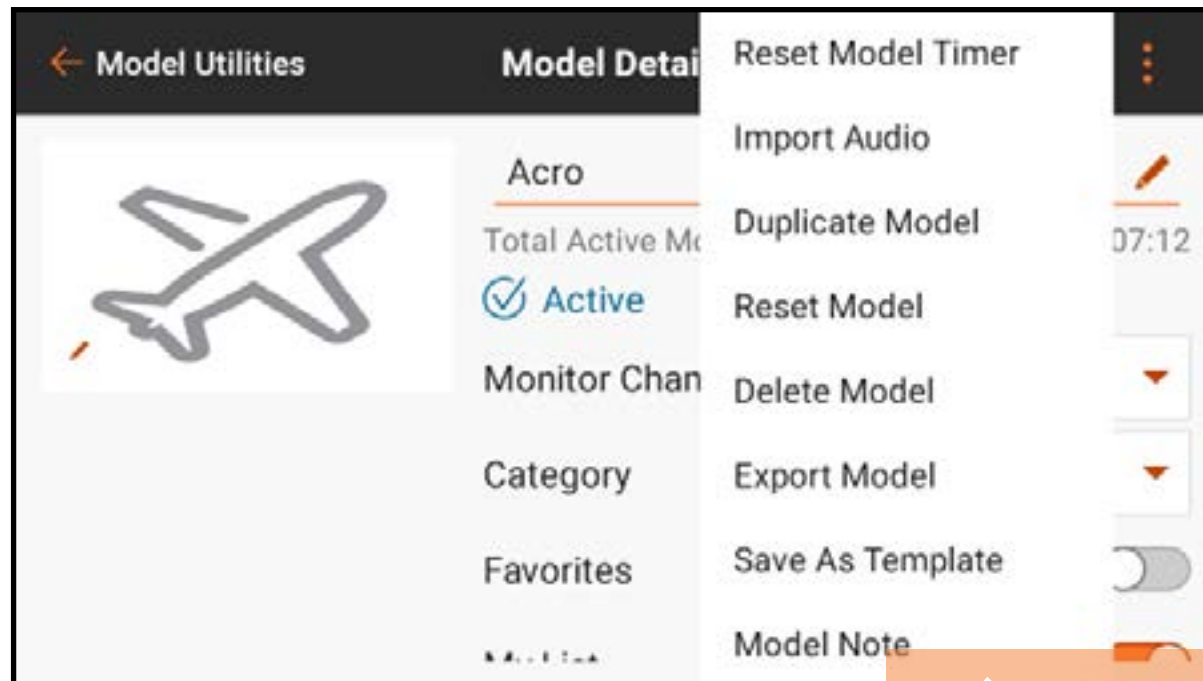 Model Utilities
Model Detai
Acro
Total Active Mo
07:12
Active
Monitor Chan
Category
Favorites
Reset Model Timer
Import Audio
Duplicate Model
Reset Model
Delete Model
Export Model
Save As Template
Model Note